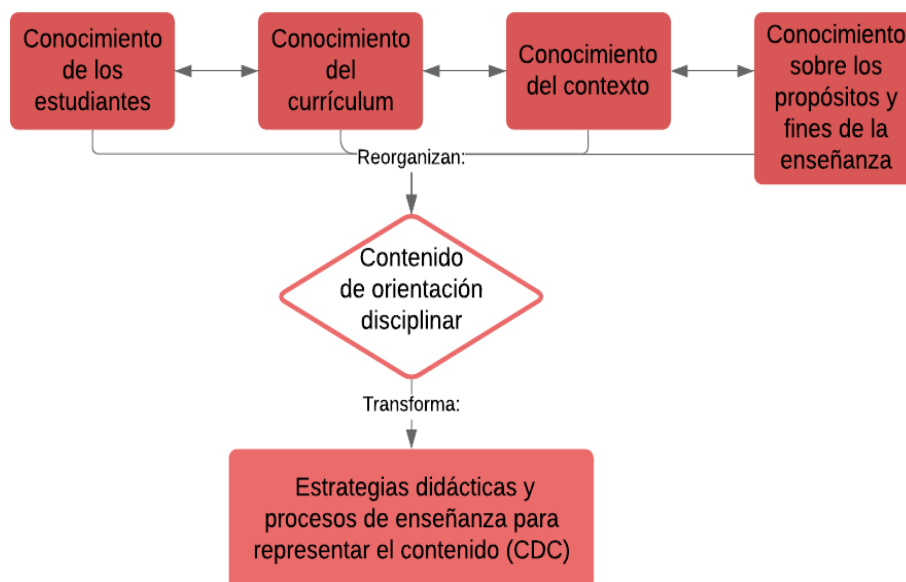 Conocimiento
de los
estudiantes
Conocimiento
del
currículum
Conocimiento
del contexto
Conocimiento
sobre los
propósitos y
fines de la
enseñanza
Reorganizan:
Contenido
de orientación
disciplinar
Transforma:
Estrategias didácticas y
procesos de enseñanza para
representar el contenido (CDC)